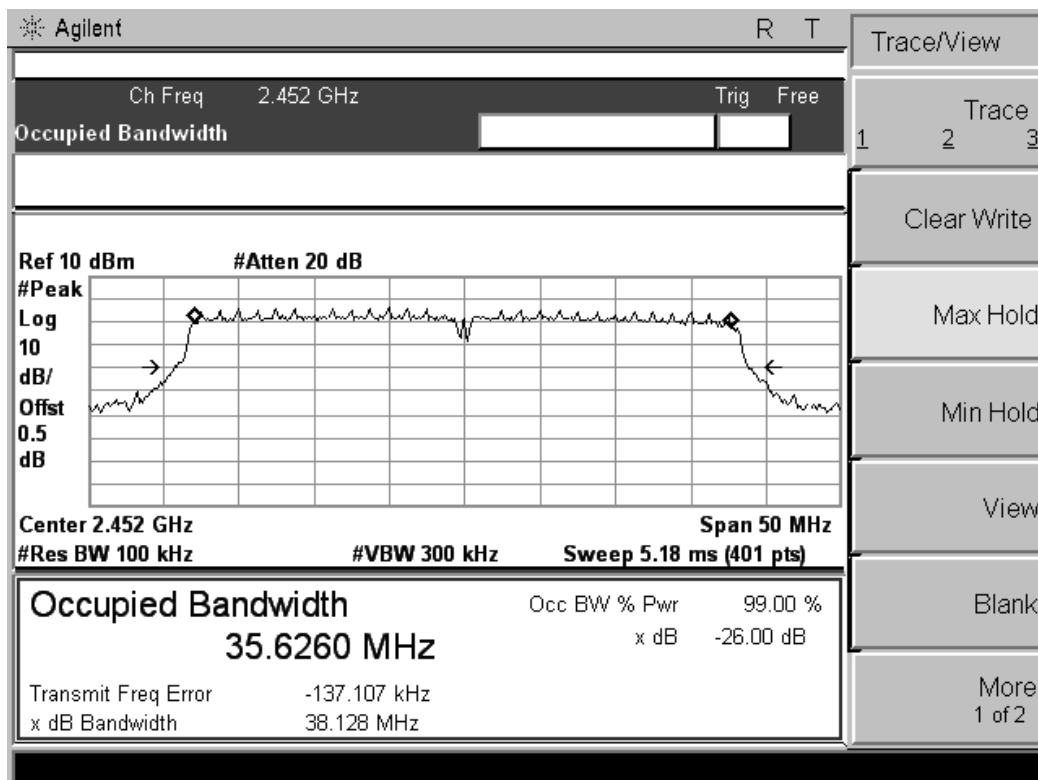 Agilent R T
Ch Freq 2.452 GHz Trig Free
Occupied Bandwidth
Ref 10 dBm #Atten 20 dB
#Peak
Log
10
dB/
Offst
0.5
dB
Center 2.452 GHz Span 50 MHz
#Res BW 100 kHz #VBW 300 kHz Sweep 5.18 ms (401 pts)
Occupied Bandwidth Occ BW % Pwr 99.00 %
35.6260 MHz x dB -26.00 dB
Transmit Freq Error -137.107 kHz
x dB Bandwidth 38.128 MHz
Trace/View
Trace
1 2 3
Clear Write
Max Hold
Min Hold
View
Blank
More
1 of 2